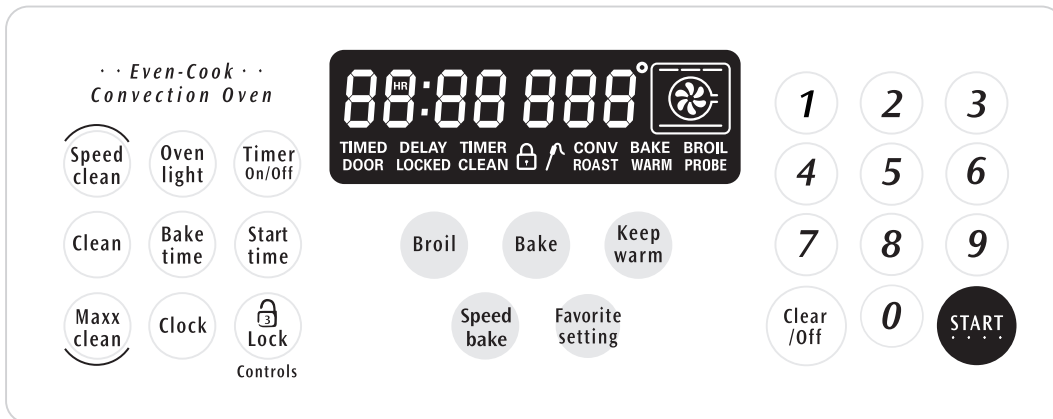 · · Even-Cook · ·
Convection Oven
Speed
clean
Oven
light
Timer
On/Off
Clean
Bake
time
Start
time
Maxx
clean
Clock
3
Lock
Controls
88:88 888°
HR
TIMED DELAY TIMER CONV BAKE BROIL
DOOR LOCKED CLEAN ROAST WARM PROBE
Broil
Bake
Keep
warm
Speed
bake
Favorite
setting
1 2 3
4 5 6
7 8 9
Clear
/Off
0
START